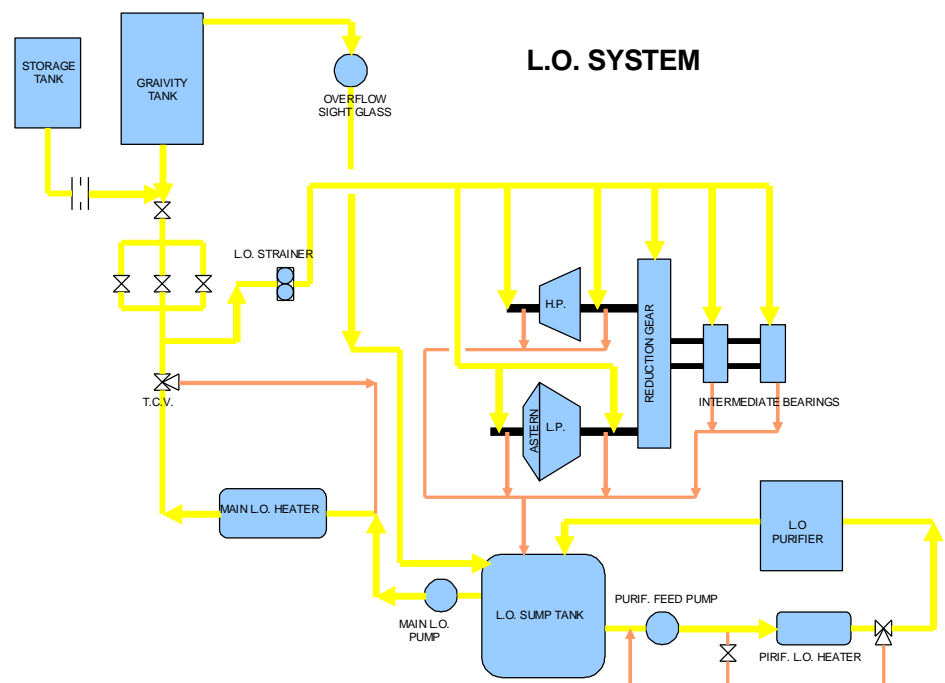 L.O. SYSTEM
STORAGE
TANK
GRAIVITY
TANK
OVERFLOW
SIGHT GLASS
L.O. STRAINER
H.P.
REDUCTION GEAR
T.C.V.
ASTERN
L.P.
INTERMEDIATE BEARINGS
MAIN L.O. HEATER
L.O
PURIFIER
MAIN L.O.
PUMP
L.O. SUMP TANK
PURIF. FEED PUMP
PIRIF. L.O. HEATER